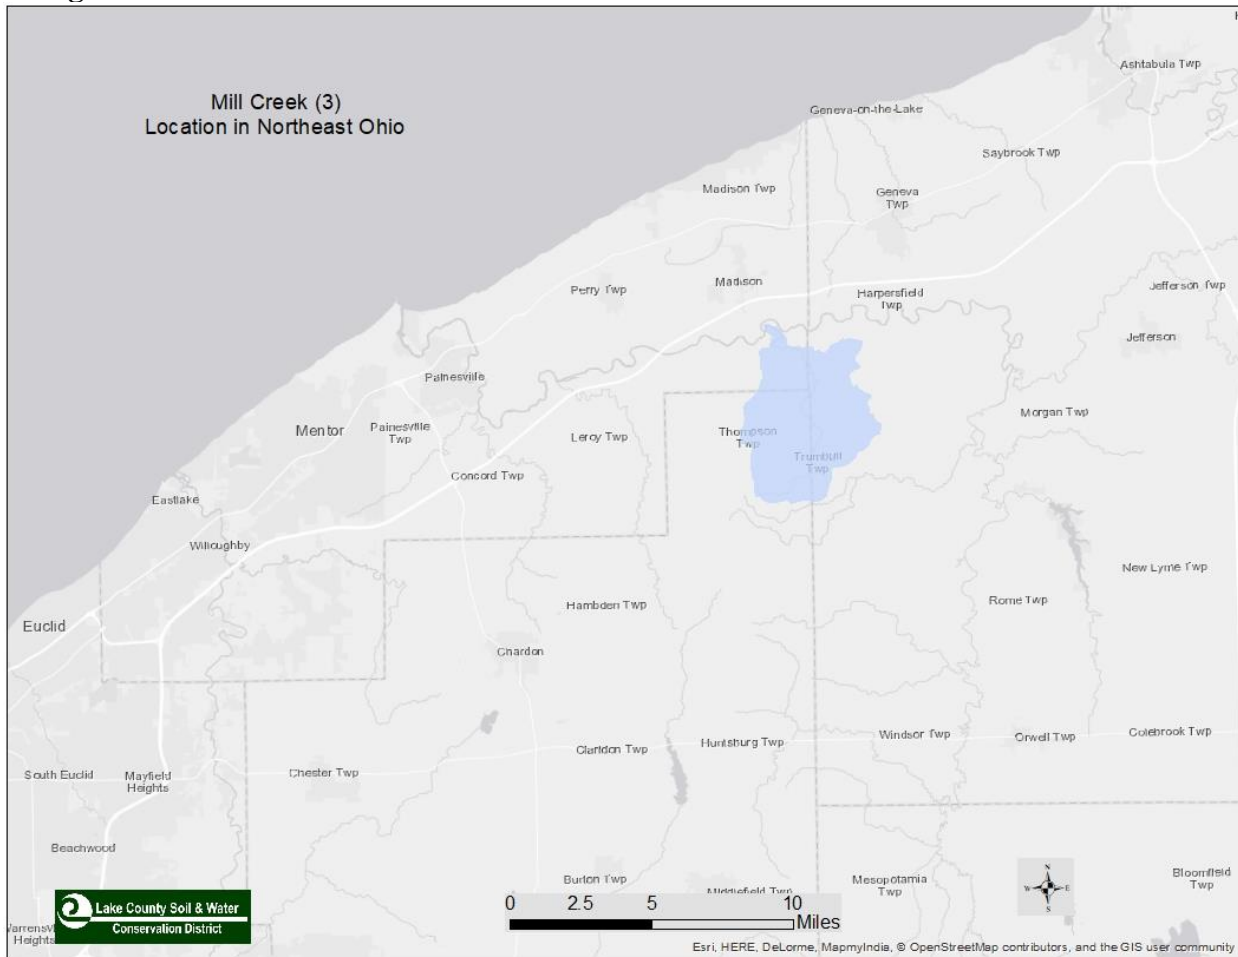 Mill Creek (3)
Location in Northeast Ohio
Ashtabula Twp
Geneva-on-the-Lake
Saybrook Twp
Madison Twp
Geneva
Twp
Perry Twp
Madison
Harpersfield
Twp
Jefferson Twp
Jefferson
Painesville
Mentor
Painesville
Twp
Leroy Twp
Thompson
Twp
Trumbull
Twp
Morgan Twp
Concord Twp
Eastlake
Willoughby
New Lyme Twp
Hambden Twp
Rome Twp
Euclid
Chardon
Claridon Twp
Huntsburg Twp
Windsor Twp
Orwell Twp
Colebrook Twp
South Euclid
Mayfield
Heights
Chester Twp
Beachwood
Burton Twp
Middlefield Twp
Mesopotamia
Twp
Bloomfield
Twp
N
W E
S
Lake County Soil & Water
Conservation District
Heights
0 2.5 5 10
Miles
Esri, HERE, DeLorme, MapmyIndia, © OpenStreetMap contributors, and the GIS user community